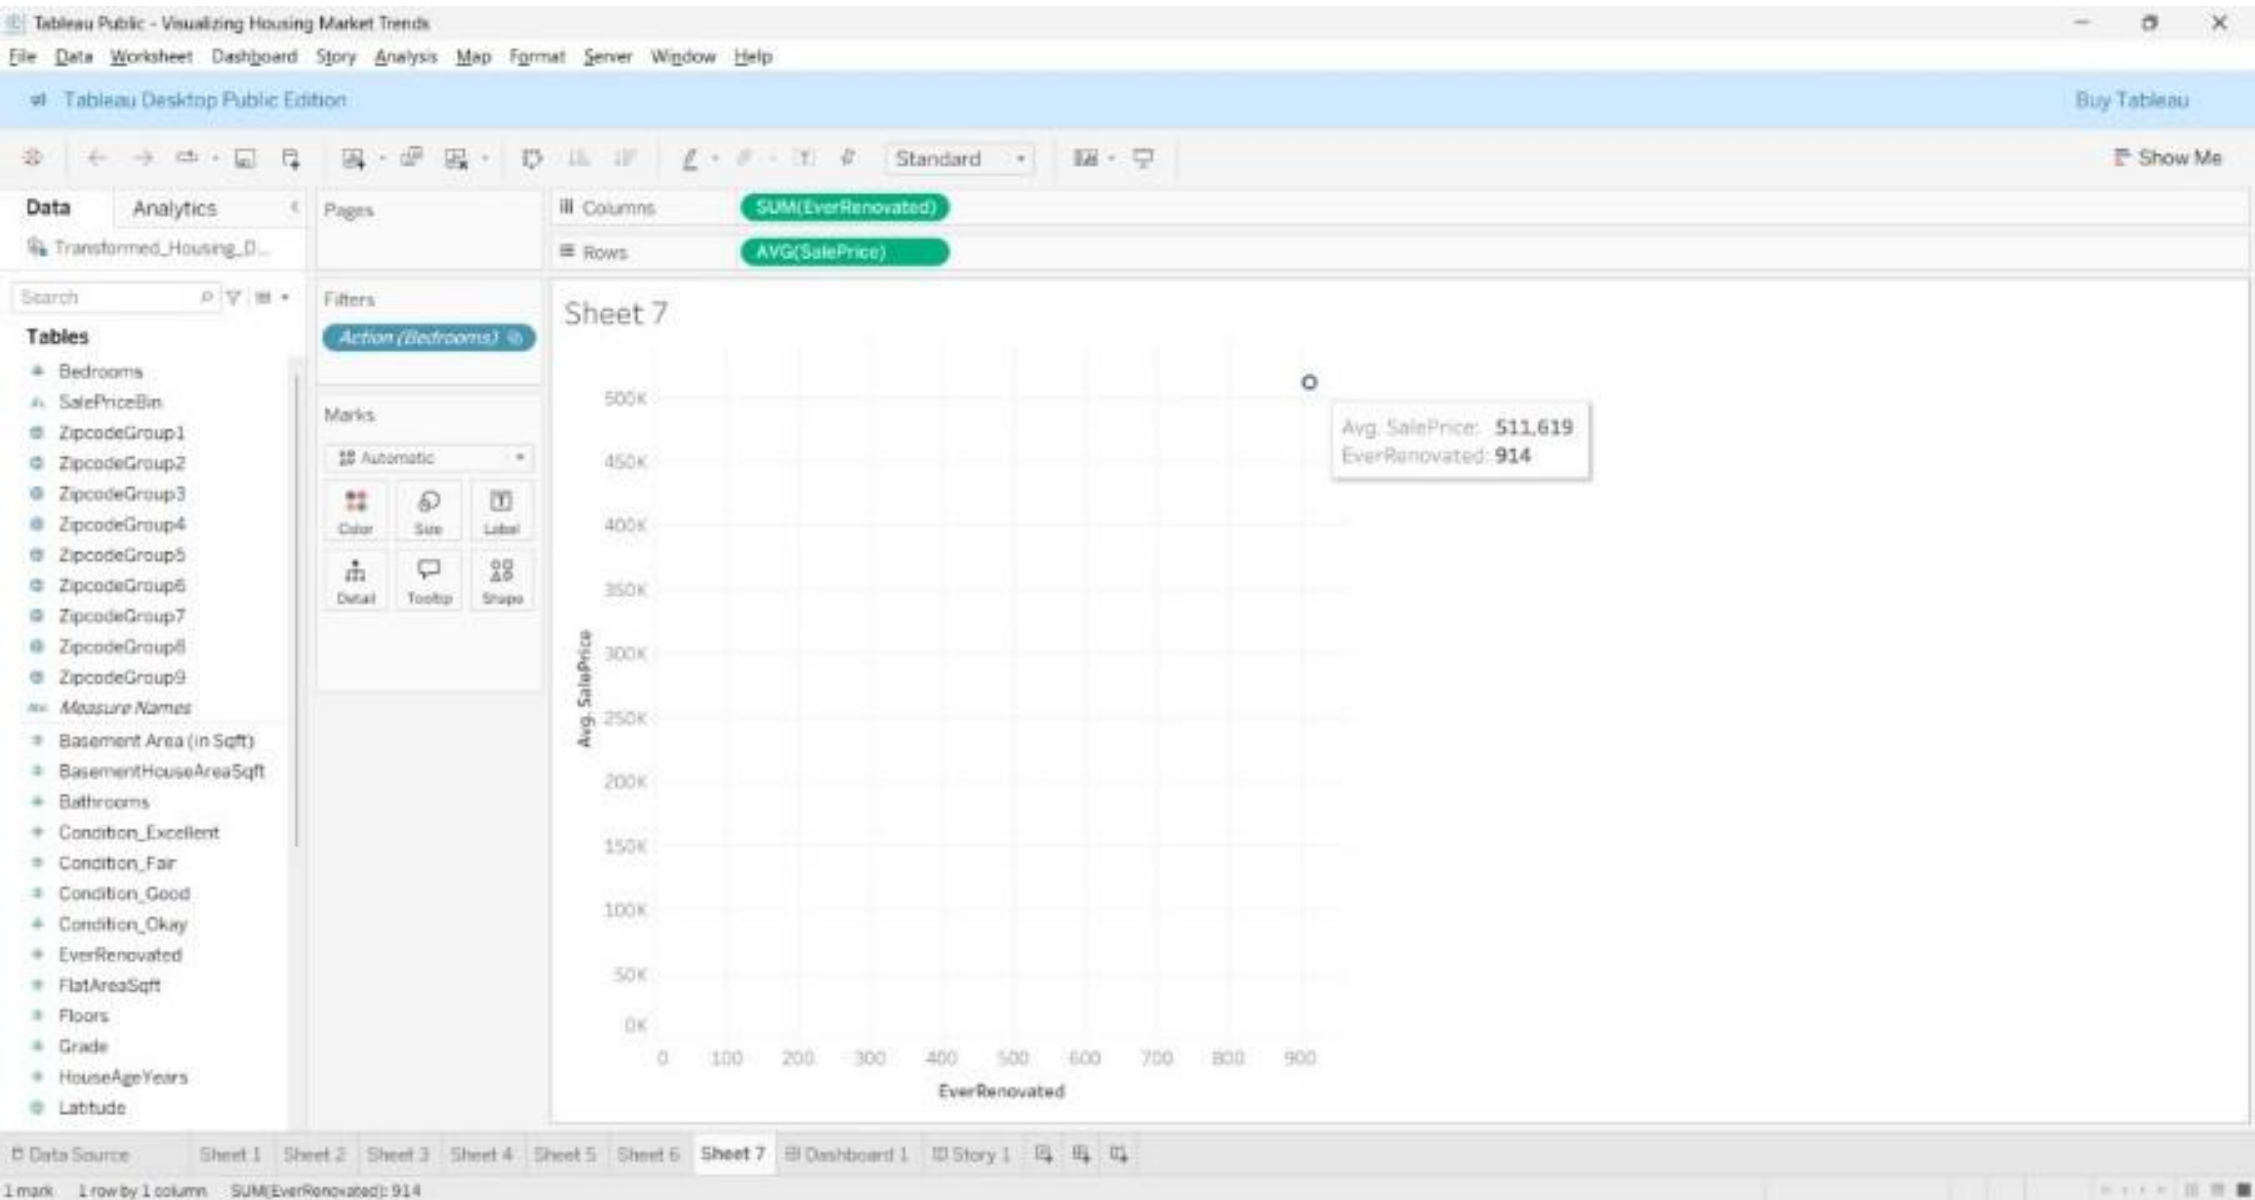 Tableau Public - Visualizing Housing Market Trends
File Data Worksheet Dashboard Story Analysis Map Format Server Window Help
Tableau Desktop Public Edition
Buy Tableau
Standard
Show Me
Data Analytics
Transformed_Housing_D...
Search
Tables
Bedrooms
SalePriceBin
ZipcodeGroup1
ZipcodeGroup2
ZipcodeGroup3
ZipcodeGroup4
ZipcodeGroup5
ZipcodeGroup6
ZipcodeGroup7
ZipcodeGroup8
ZipcodeGroup9
Abc Measure Names
Basement Area (in Sqft)
BasementHouseAreaSqft
Bathrooms
Condition_Excellent
Condition_Fair
Condition_Good
Condition_Okay
EverRenovated
FlatAreaSqft
Floors
Grade
HouseAgeYears
Latitude
Pages
Filters
Action (Bedrooms)
Marks
Automatic
Color Size Label
Detail Tooltip Shape
Columns SUM(EverRenovated)
Rows AVG(SalePrice)
Sheet 7
500K
450K
400K
350K
300K
250K
200K
150K
100K
50K
0K
Avg. SalePrice
Avg. SalePrice: 511,619
EverRenovated: 914
0 100 200 300 400 500 600 700 800 900
EverRenovated
Data Source Sheet 1 Sheet 2 Sheet 3 Sheet 4 Sheet 5 Sheet 6 Sheet 7 Dashboard 1 Story 1
1 mark 1 row by 1 column SUM(EverRenovated): 914